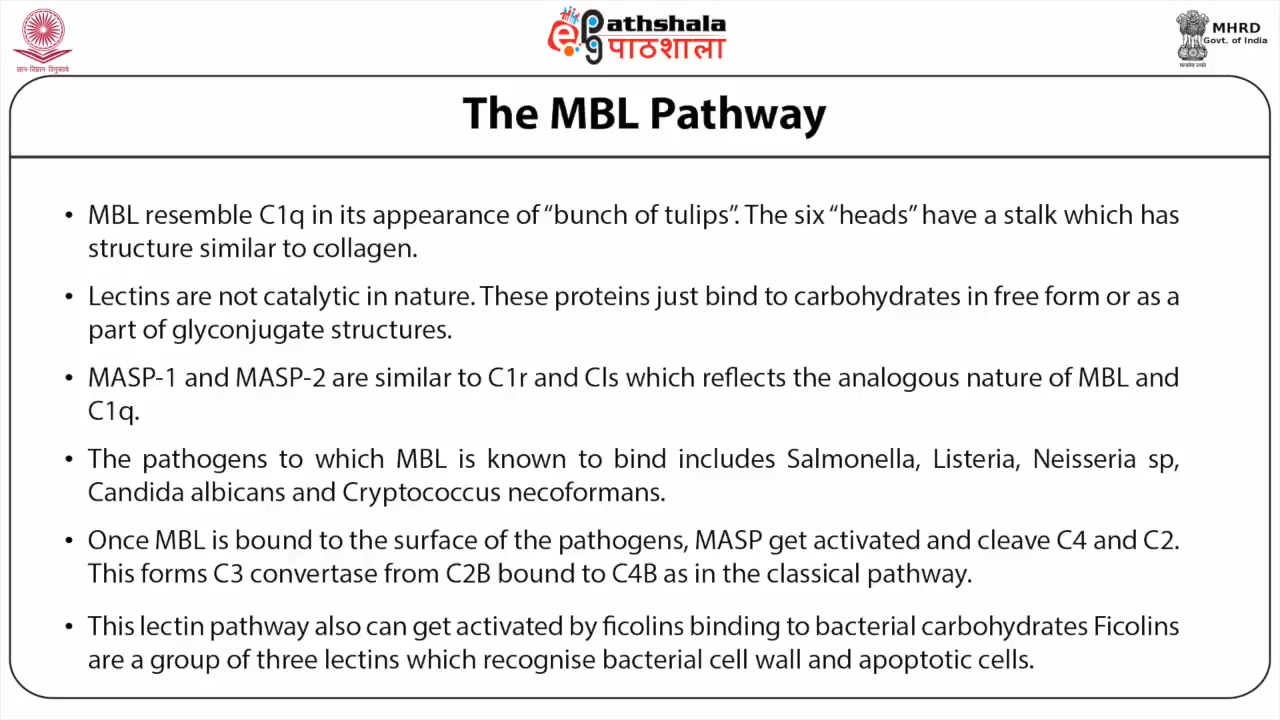 ज्ञान-विज्ञान विमुक्तये
ePathshala
पाठशाला
MHRD
Govt. of India
सत्यमेव जयते
The MBL Pathway
• MBL resemble C1q in its appearance of “bunch of tulips”. The six “heads” have a stalk which has
structure similar to collagen.
• Lectins are not catalytic in nature. These proteins just bind to carbohydrates in free form or as a
part of glyconjugate structures.
• MASP-1 and MASP-2 are similar to C1r and Cls which reflects the analogous nature of MBL and
C1q.
• The pathogens to which MBL is known to bind includes Salmonella, Listeria, Neisseria sp,
Candida albicans and Cryptococcus necoformans.
• Once MBL is bound to the surface of the pathogens, MASP get activated and cleave C4 and C2.
This forms C3 convertase from C2B bound to C4B as in the classical pathway.
• This lectin pathway also can get activated by ficolins binding to bacterial carbohydrates Ficolins
are a group of three lectins which recognise bacterial cell wall and apoptotic cells.